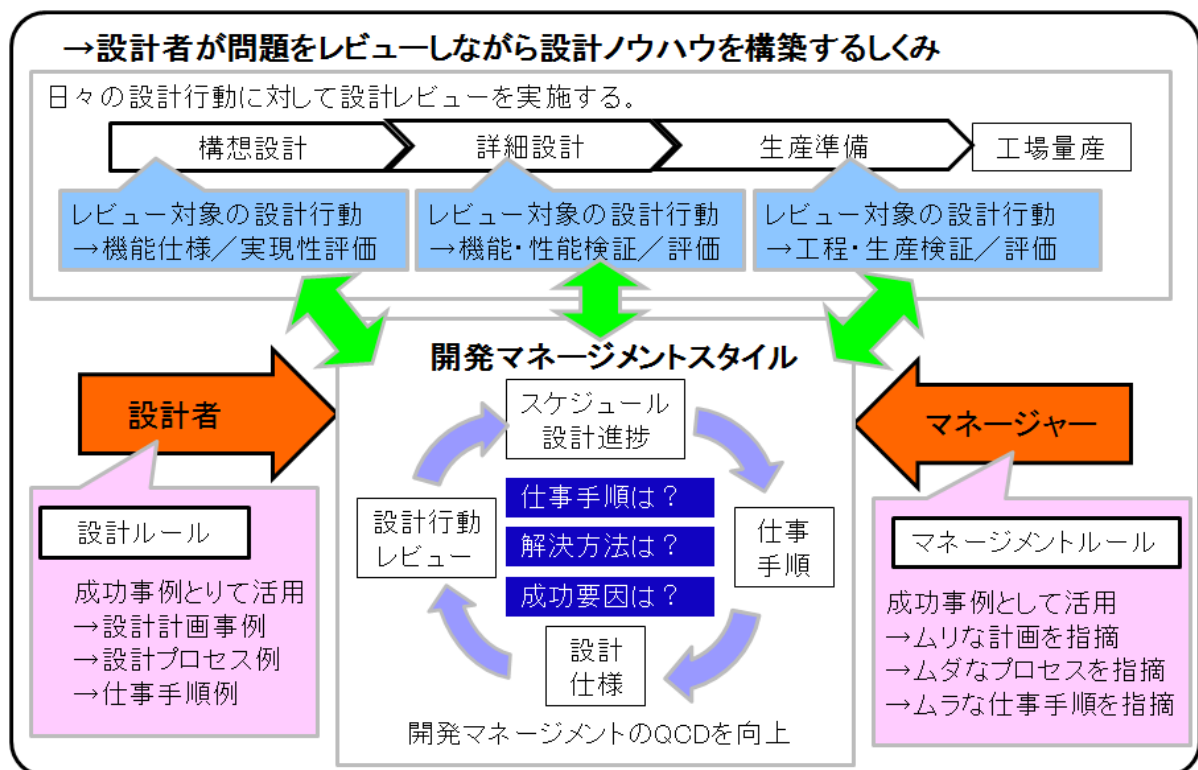 →設計者が問題をレビューしながら設計ノウハウを構築するしくみ
日々の設計行動に対して設計レビューを実施する。
構想設計
詳細設計
生産準備
工場量産
レビュー対象の設計行動
→機能仕様／実現性評価
レビュー対象の設計行動
→機能・性能検証／評価
レビュー対象の設計行動
→工程・生産検証／評価
開発マネージメントスタイル
設計者
マネージャー
スケジュール
設計進捗
仕事手順は？
解決方法は？
成功要因は？
設計行動
レビュー
仕事
手順
設計
仕様
開発マネージメントのQCDを向上
設計ルール
成功事例とりて活用
→設計計画事例
→設計プロセス例
→仕事手順例
マネージメントルール
成功事例として活用
→ムリな計画を指摘
→ムダなプロセスを指摘
→ムラな仕事手順を指摘